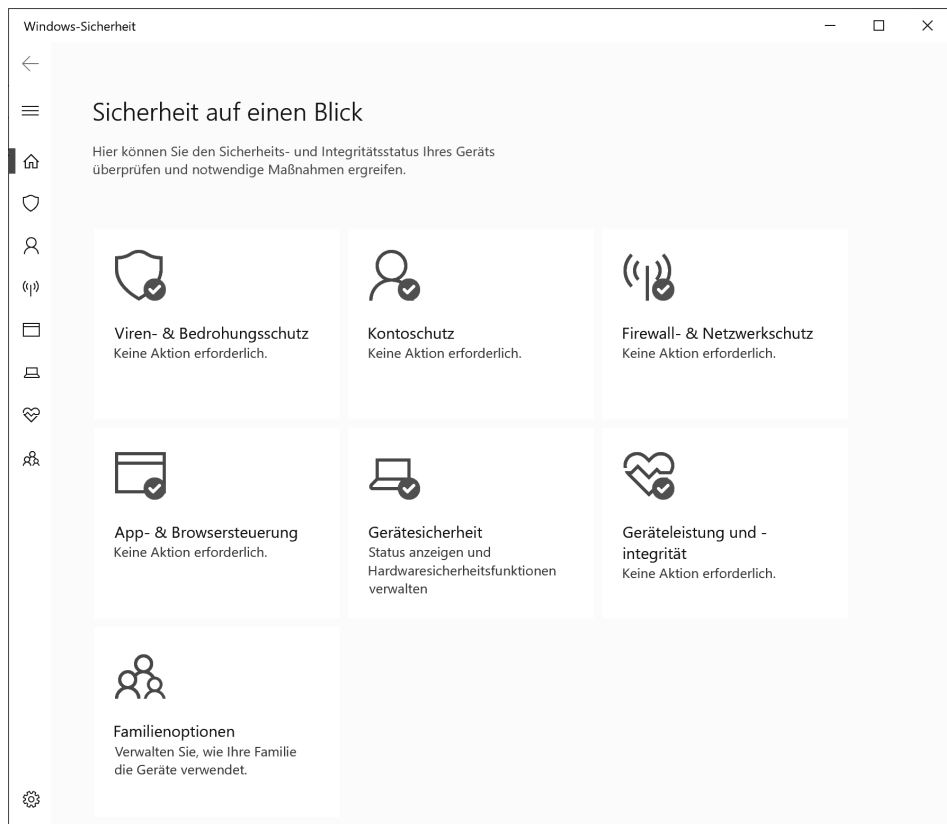 Windows-Sicherheit
Sicherheit auf einen Blick
Hier können Sie den Sicherheits- und Integritätsstatus Ihres Geräts
überprüfen und notwendige Maßnahmen ergreifen.
Viren- & Bedrohungsschutz
Keine Aktion erforderlich.
Kontoschutz
Keine Aktion erforderlich.
Firewall- & Netzwerkschutz
Keine Aktion erforderlich.
App- & Browsersteuerung
Keine Aktion erforderlich.
Gerätesicherheit
Status anzeigen und
Hardwaresicherheitsfunktionen
verwalten
Geräteleistung und -
integrität
Keine Aktion erforderlich.
Familienoptionen
Verwalten Sie, wie Ihre Familie
die Geräte verwendet.